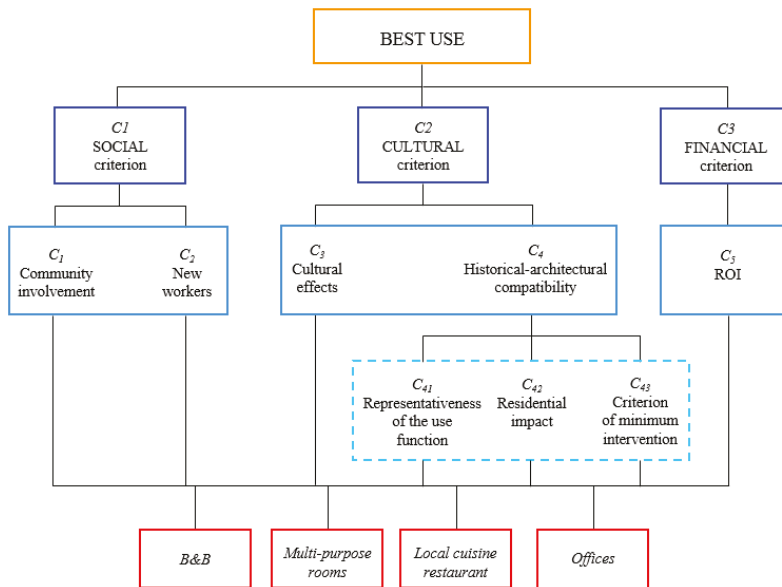 BEST USE
C1
SOCIAL
criterion
C2
CULTURAL
criterion
C3
FINANCIAL
criterion
C1
Community
involvement
C2
New
workers
C3
Cultural
effects
C4
Historical-architectural
compatibility
C5
ROI
C41
Representativeness
of the use
function
C42
Residential
impact
C43
Criterion
of minimum
intervention
B&B
Multi-purpose
rooms
Local cuisine
restaurant
Offices